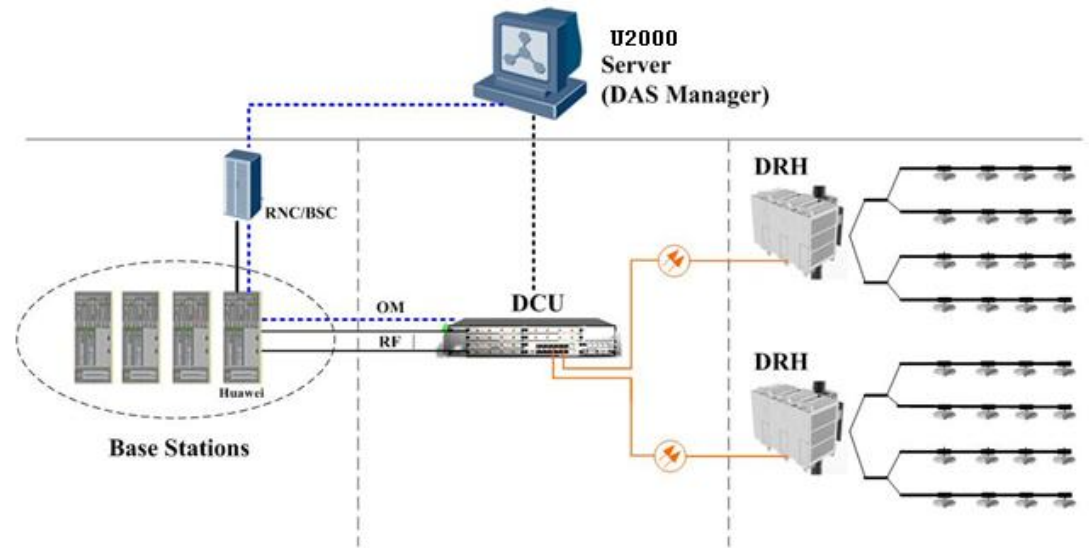 U2000
Server
(DAS Manager)
RNC/BSC
DRH
OM
DCU
RF
Huawei
DRH
Base Stations